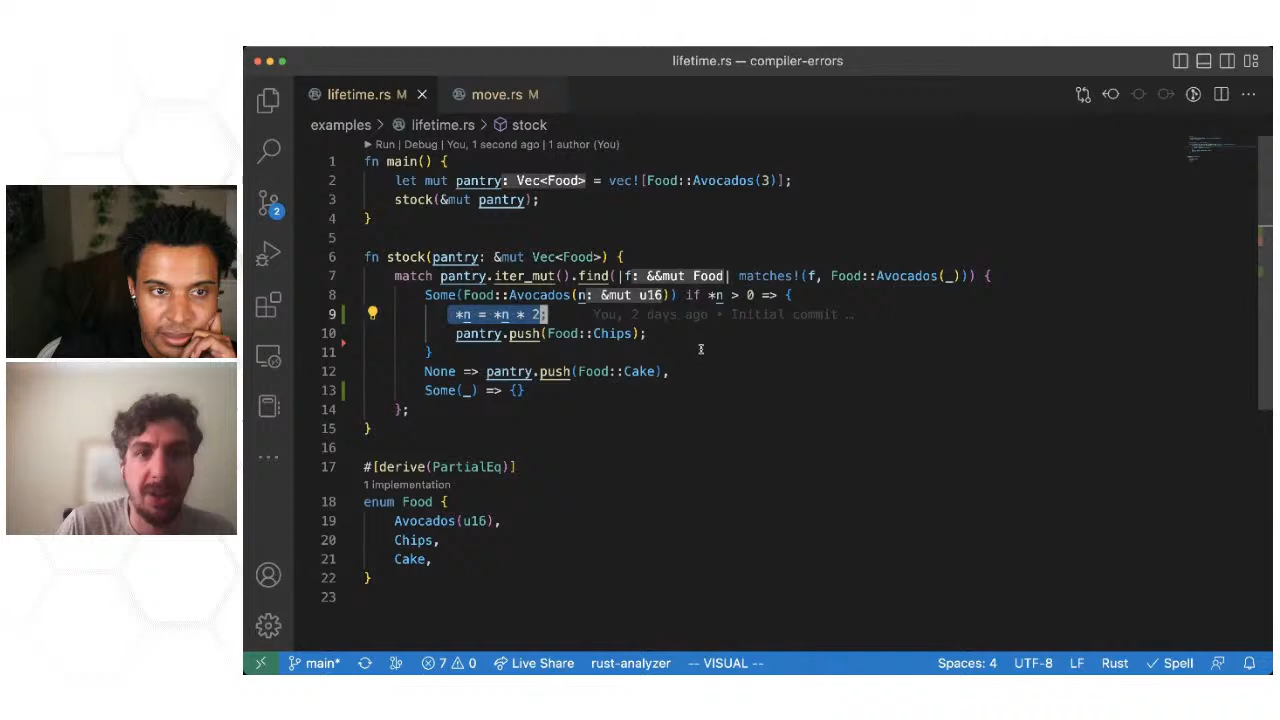 lifetime.rs — compiler-errors
lifetime.rs M
move.rs M
examples > lifetime.rs > stock
Run | Debug | You, 1 second ago | 1 author (You)
1 fn main() {
2 let mut pantry: Vec<Food> = vec![Food::Avocados(3)];
3 stock(&mut pantry);
4 }
5
6 fn stock(pantry: &mut Vec<Food>) {
7 match pantry.iter_mut().find(|f: &&mut Food| matches!(f, Food::Avocados(_))) {
8 Some(Food::Avocados(n: &mut u16)) if *n > 0 => {
9 *n = *n * 2; You, 2 days ago • Initial commit …
10 pantry.push(Food::Chips);
11 }
12 None => pantry.push(Food::Cake),
13 Some(_) => {}
14 };
15 }
16
17 #[derive(PartialEq)]
1 implementation
18 enum Food {
19 Avocados(u16),
20 Chips,
21 Cake,
22 }
23
2
main* 7 0 Live Share rust-analyzer -- VISUAL -- Spaces: 4 UTF-8 LF Rust Spell